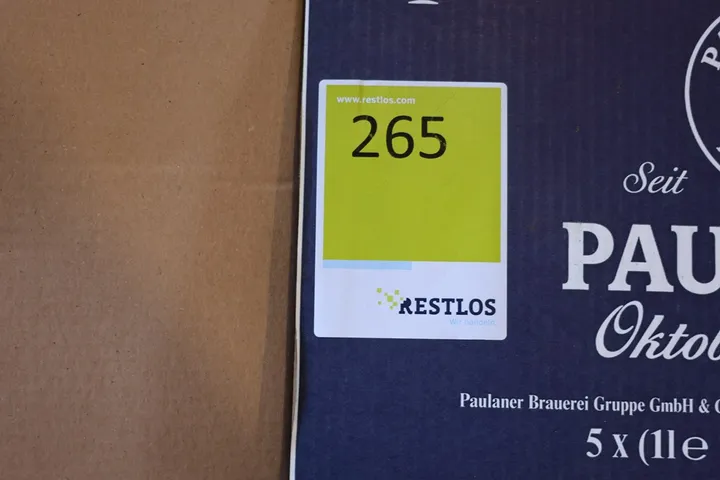 www.restlos.com
265
RESTLOS
Seit
PAU
Oktob
Paulaner Brauerei Gruppe GmbH & C
5 x (1l e